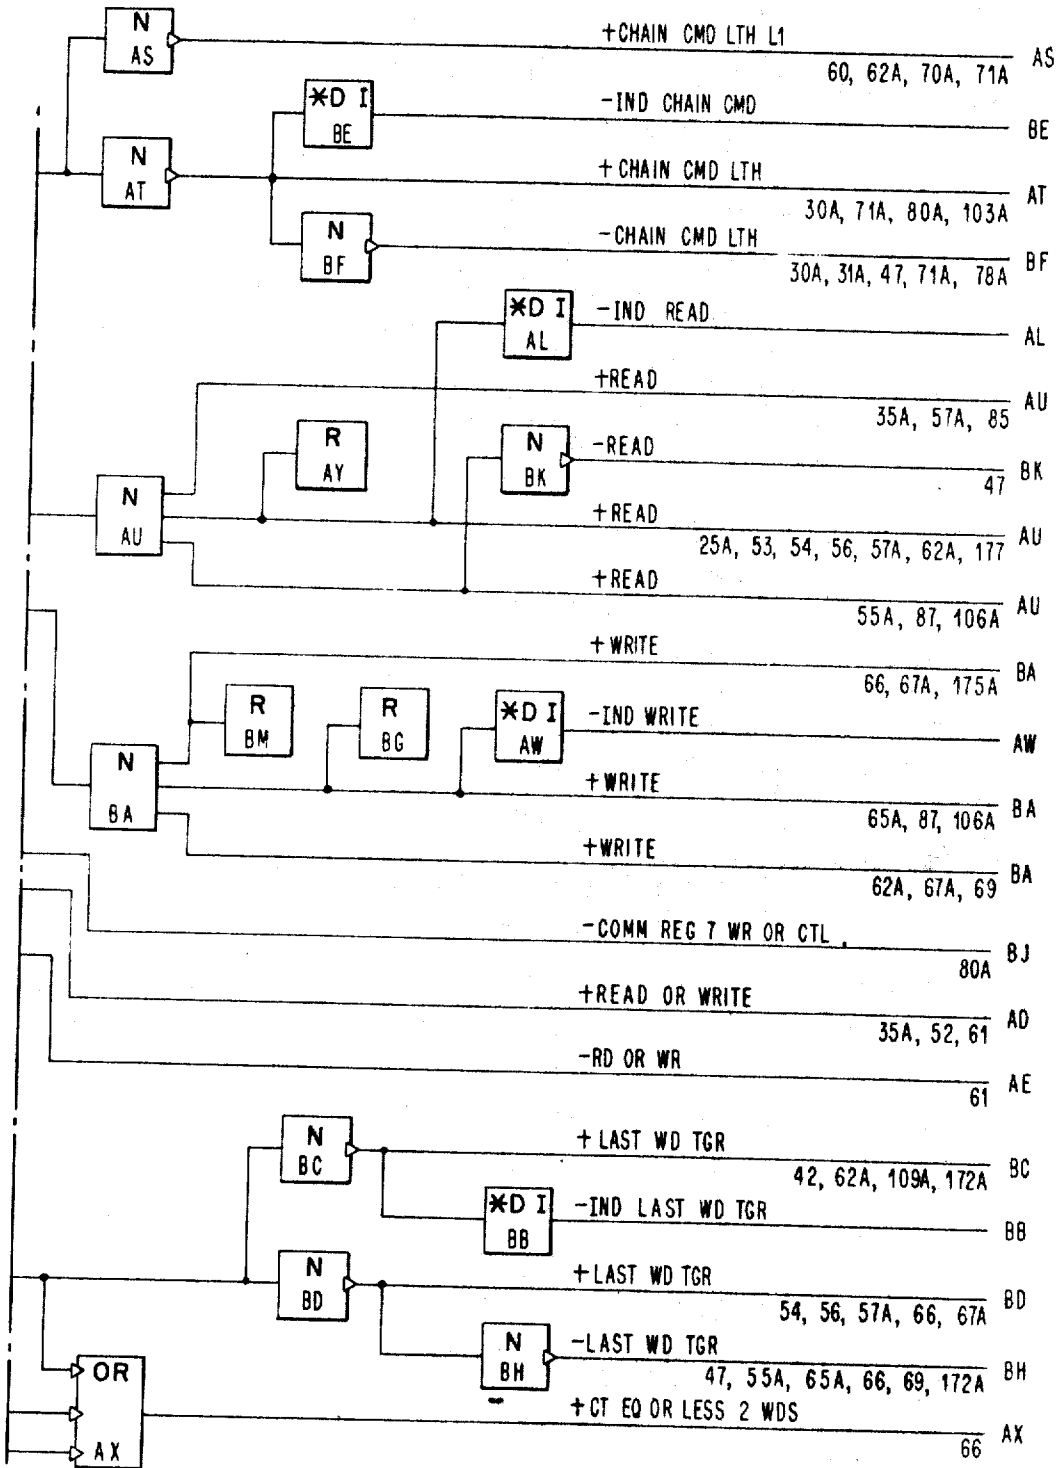 N
AS
+CHAIN CMD LTH L1
60, 62A, 70A, 71A
AS
*D I
BE
-IND CHAIN CMD
BE
N
AT
+CHAIN CMD LTH
30A, 71A, 80A, 103A
AT
N
BF
-CHAIN CMD LTH
30A, 31A, 47, 71A, 78A
BF
*D I
AL
-IND READ
AL
+READ
35A, 57A, 85
AU
R
AY
N
BK
-READ
47
BK
N
AU
+READ
25A, 53, 54, 56, 57A, 62A, 177
AU
+READ
55A, 87, 106A
AU
+WRITE
66, 67A, 175A
BA
R
BM
R
BG
*D I
AW
-IND WRITE
AW
N
BA
+WRITE
65A, 87, 106A
BA
+WRITE
62A, 67A, 69
BA
-COMM REG 7 WR OR CTL
80A
BJ
+READ OR WRITE
35A, 52, 61
AD
-RD OR WR
61
AE
N
BC
+LAST WD TGR
42, 62A, 109A, 172A
BC
*D I
BB
-IND LAST WD TGR
BB
N
BD
+LAST WD TGR
54, 56, 57A, 66, 67A
BD
N
BH
-LAST WD TGR
47, 55A, 65A, 66, 69, 172A
BH
OR
AX
+CT EQ OR LESS 2 WDS
66
AX